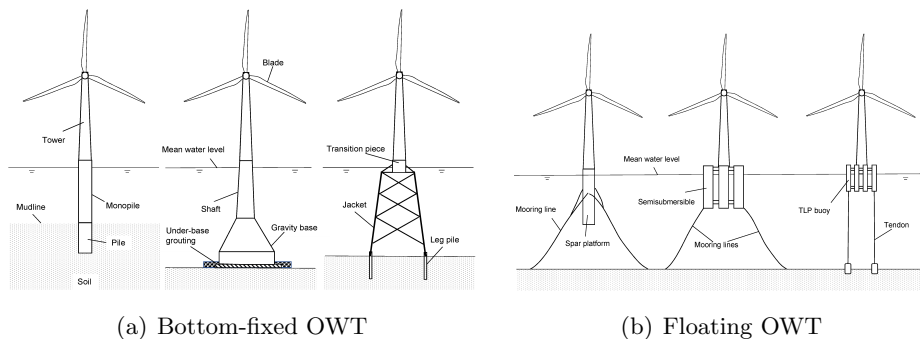 Blade
Tower
Mean water level
Transition piece
Mudline
Monopile
Shaft
Jacket
Under-base
grouting
Gravity base
Pile
Leg pile
Soil
(a) Bottom-fixed OWT
Mean water level
Semisubmersible
TLP buoy
Mooring line
Spar platform
Mooring lines
Tendon
(b) Floating OWT